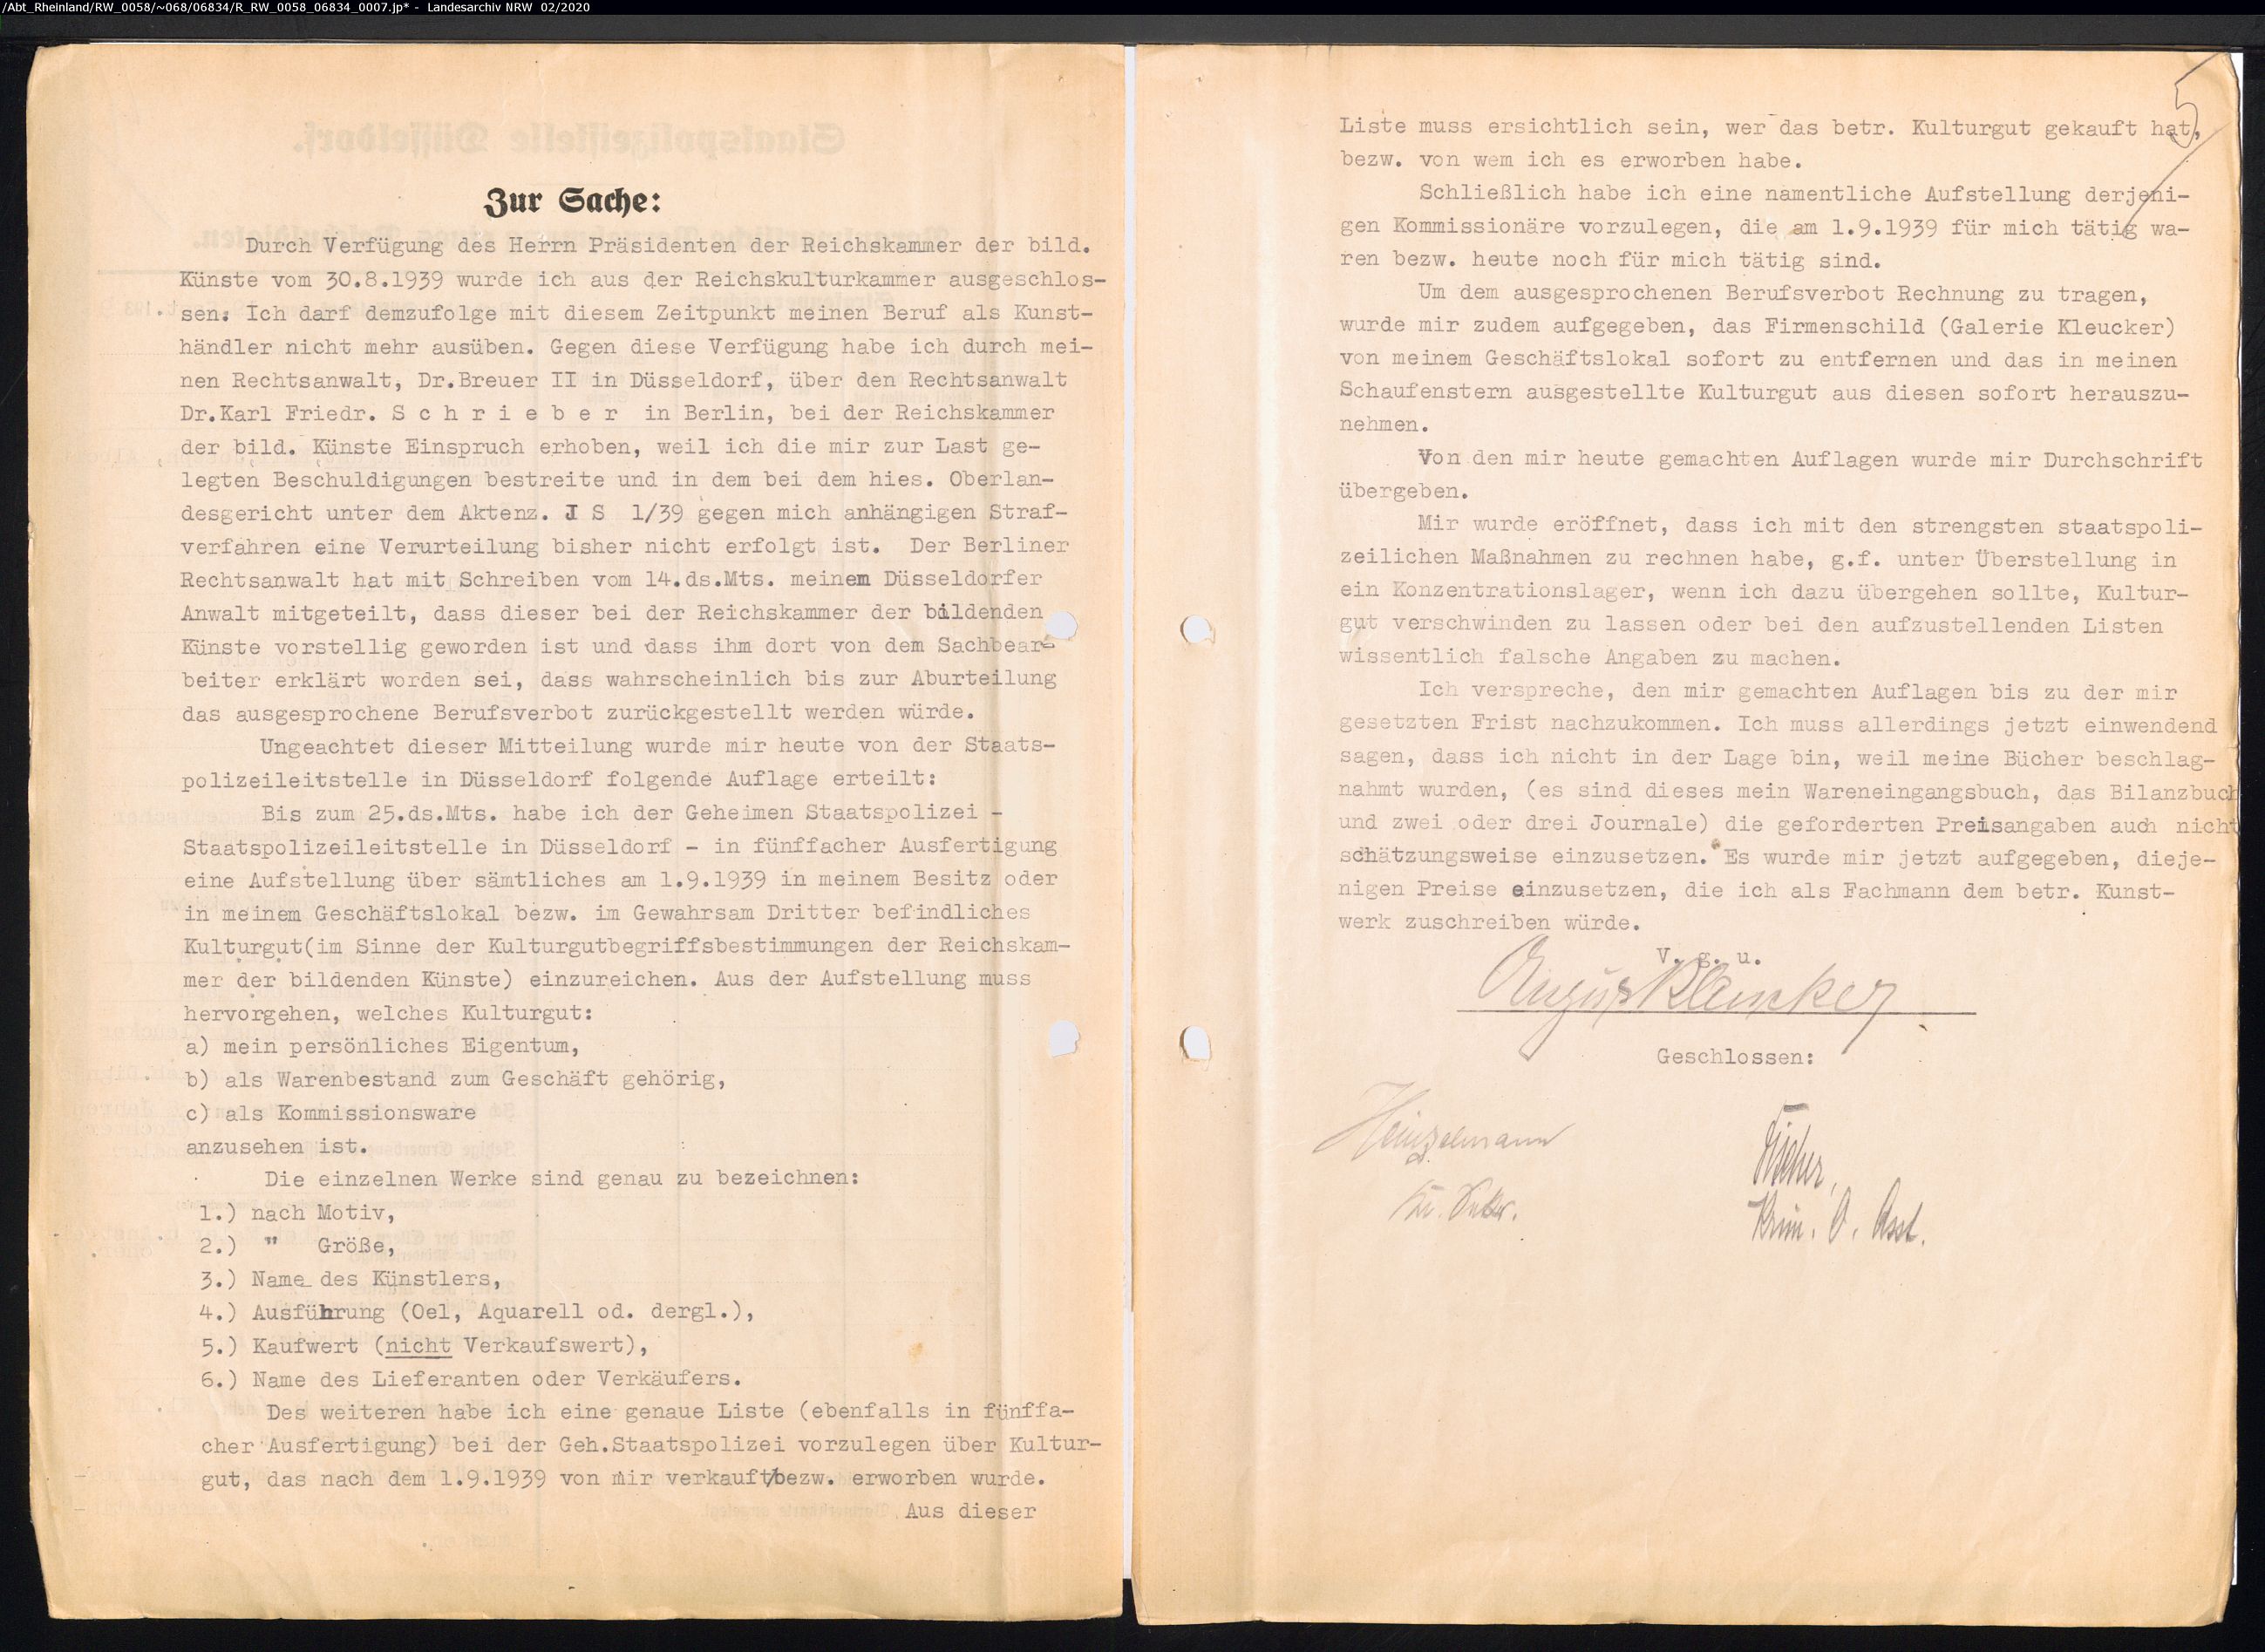 /Abt_Rheinland/RW_0058/~068/06834/R_RW_0058_06834_0007.jp* - Landesarchiv NRW 02/2020
Zur Sache:
Durch Verfügung des Herrn Präsidenten der Reichskammer der bild.
Künste vom 30.8.1939 wurde ich aus der Reichskulturkammer ausgeschlos-
sen. Ich darf demzufolge mit diesem Zeitpunkt meinen Beruf als Kunst-
händler nicht mehr ausüben. Gegen diese Verfügung habe ich durch mei-
nen Rechtsanwalt, Dr.Breuer II in Düsseldorf, über den Rechtsanwalt
Dr.Karl Friedr. S c h r i e b e r in Berlin, bei der Reichskammer
der bild. Künste Einspruch erhoben, weil ich die mir zur Last ge-
legten Beschuldigungen bestreite und in dem bei dem hies. Oberlan-
desgericht unter dem Aktenz. J S 1/39 gegen mich anhängigen Straf-
verfahren eine Verurteilung bisher nicht erfolgt ist. Der Berliner
Rechtsanwalt hat mit Schreiben vom 14.ds.Mts. meinem Düsseldorfer
Anwalt mitgeteilt, dass dieser bei der Reichskammer der bildenden
Künste vorstellig geworden ist und dass ihm dort von dem Sachbear-
beiter erklärt worden sei, dass wahrscheinlich bis zur Aburteilung
das ausgesprochene Berufsverbot zurückgestellt werden würde.
Ungeachtet dieser Mitteilung wurde mir heute von der Staats-
polizeileitstelle in Düsseldorf folgende Auflage erteilt:
Bis zum 25.ds.Mts. habe ich der Geheimen Staatspolizei -
Staatspolizeileitstelle in Düsseldorf - in fünffacher Ausfertigung
eine Aufstellung über sämtliches am 1.9.1939 in meinem Besitz oder
in meinem Geschäftslokal bezw. im Gewahrsam Dritter befindliches
Kulturgut(im Sinne der Kulturgutbegriffsbestimmungen der Reichskam-
mer der bildenden Künste) einzureichen. Aus der Aufstellung muss
hervorgehen, welches Kulturgut:
a) mein persönliches Eigentum,
b) als Warenbestand zum Geschäft gehörig,
c) als Kommissionsware
anzusehen ist.
Die einzelnen Werke sind genau zu bezeichnen:
1.) nach Motiv,
2.) " Größe,
3.) Name des Künstlers,
4.) Ausführung (Oel, Aquarell od. dergl.),
5.) Kaufwert (nicht Verkaufswert),
6.) Name des Lieferanten oder Verkäufers.
Des weiteren habe ich eine genaue Liste (ebenfalls in fünffa-
cher Ausfertigung) bei der Geh.Staatspolizei vorzulegen über Kultur-
gut, das nach dem 1.9.1939 von mir verkauft/bezw. erworben wurde.
Aus dieser
5
Liste muss ersichtlich sein, wer das betr. Kulturgut gekauft hat,
bezw. von wem ich es erworben habe.
Schließlich habe ich eine namentliche Aufstellung derjeni-
gen Kommissionäre vorzulegen, die am 1.9.1939 für mich tätig wa-
ren bezw. heute noch für mich tätig sind.
Um dem ausgesprochenen Berufsverbot Rechnung zu tragen,
wurde mir zudem aufgegeben, das Firmenschild (Galerie Kleucker)
von meinem Geschäftslokal sofort zu entfernen und das in meinen
Schaufenstern ausgestellte Kulturgut aus diesen sofort herauszu-
nehmen.
Von den mir heute gemachten Auflagen wurde mir Durchschrift
übergeben.
Mir wurde eröffnet, dass ich mit den strengsten staatspoli-
zeilichen Maßnahmen zu rechnen habe, g.f. unter Überstellung in
ein Konzentrationslager, wenn ich dazu übergehen sollte, Kultur-
gut verschwinden zu lassen oder bei den aufzustellenden Listen
wissentlich falsche Angaben zu machen.
Ich verspreche, den mir gemachten Auflagen bis zu der mir
gesetzten Frist nachzukommen. Ich muss allerdings jetzt einwendend
sagen, dass ich nicht in der Lage bin, weil meine Bücher beschlag-
nahmt wurden, (es sind dieses mein Wareneingangsbuch, das Bilanzbuch
und zwei oder drei Journale) die geforderten Preisangaben auch nicht
schätzungsweise einzusetzen. Es wurde mir jetzt aufgegeben, dieje-
nigen Preise einzusetzen, die ich als Fachmann dem betr. Kunst-
werk zuschreiben würde.
V. g. u.
August Kleucker
Geschlossen:
Heinzelmann
Fischer,
Krim. O. Asst.